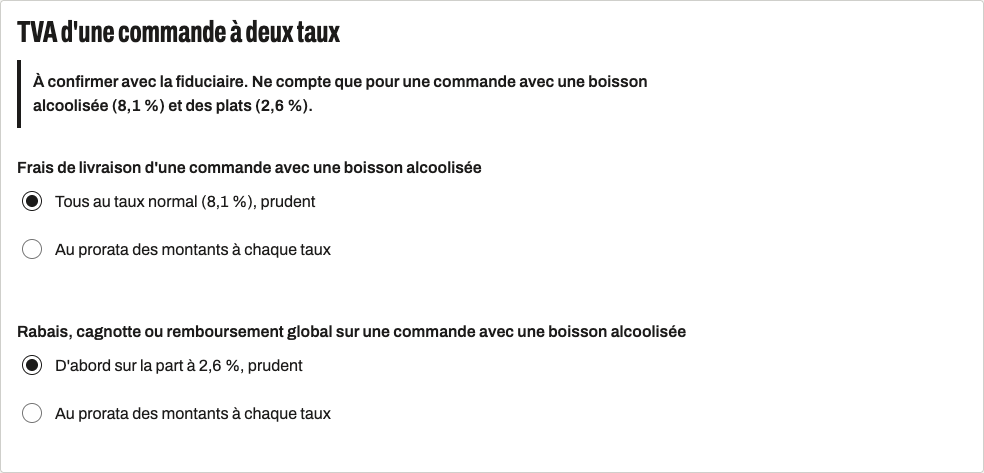 TVA d'une commande à deux taux
À confirmer avec la fiduciaire. Ne compte que pour une commande avec une boisson
alcoolisée (8,1 %) et des plats (2,6 %).
Frais de livraison d'une commande avec une boisson alcoolisée
Tous au taux normal (8,1 %), prudent
Au prorata des montants à chaque taux
Rabais, cagnotte ou remboursement global sur une commande avec une boisson alcoolisée
D'abord sur la part à 2,6 %, prudent
Au prorata des montants à chaque taux